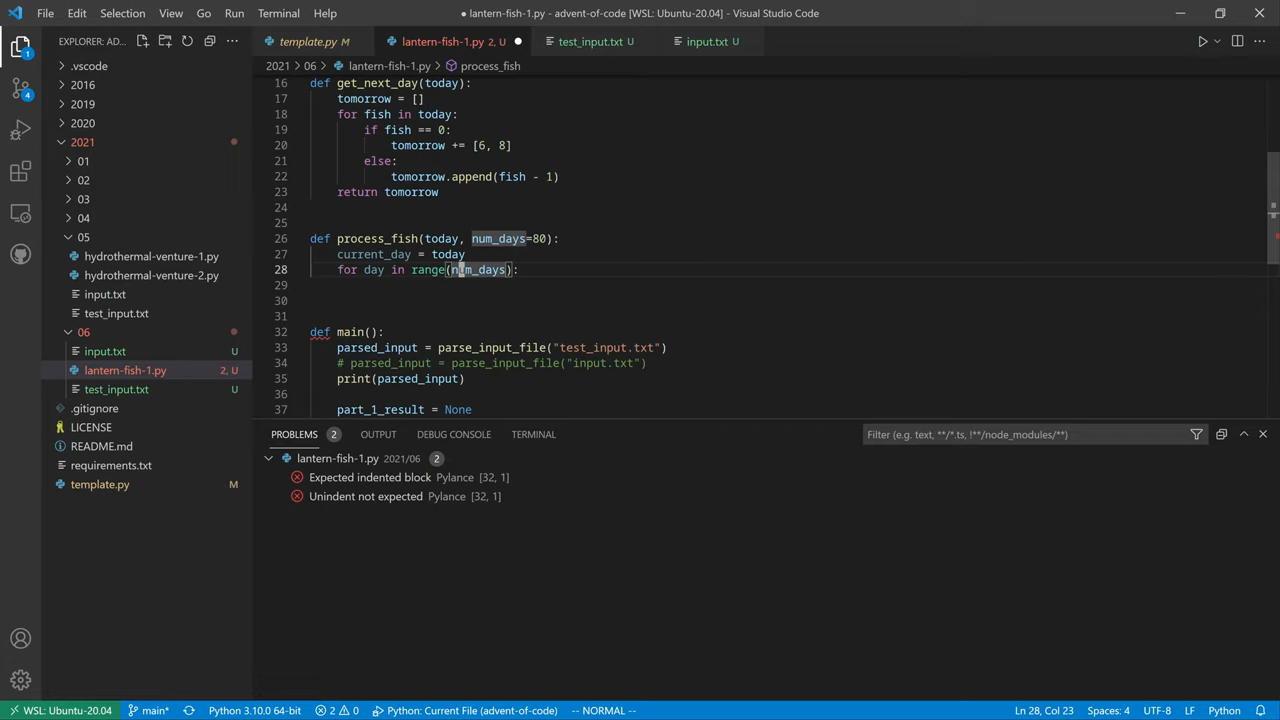 File Edit Selection View Go Run Terminal Help
● lantern-fish-1.py - advent-of-code [WSL: Ubuntu-20.04] - Visual Studio Code
EXPLORER: AD...
template.py M
lantern-fish-1.py 2, U
test_input.txt U
input.txt U
2021 > 06 > lantern-fish-1.py > process_fish
.vscode
2016
2019
2020
2021
01
02
03
04
05
hydrothermal-venture-1.py
hydrothermal-venture-2.py
input.txt
test_input.txt
06
input.txt U
lantern-fish-1.py 2, U
test_input.txt U
.gitignore
LICENSE
README.md
requirements.txt
template.py M
1
4
16 def get_next_day(today):
17 tomorrow = []
18 for fish in today:
19 if fish == 0:
20 tomorrow += [6, 8]
21 else:
22 tomorrow.append(fish - 1)
23 return tomorrow
24
25
26 def process_fish(today, num_days=80):
27 current_day = today
28 for day in range(num_days):
29
30
31
32 def main():
33 parsed_input = parse_input_file("test_input.txt")
34 # parsed_input = parse_input_file("input.txt")
35 print(parsed_input)
36
37 part_1_result = None
PROBLEMS 2 OUTPUT DEBUG CONSOLE TERMINAL
Filter (e.g. text, **/*.ts, !**/node_modules/**)
lantern-fish-1.py 2021/06 2
Expected indented block Pylance [32, 1]
Unindent not expected Pylance [32, 1]
WSL: Ubuntu-20.04 main* Python 3.10.0 64-bit 2 0 Python: Current File (advent-of-code) -- NORMAL -- Ln 28, Col 23 Spaces: 4 UTF-8 LF Python